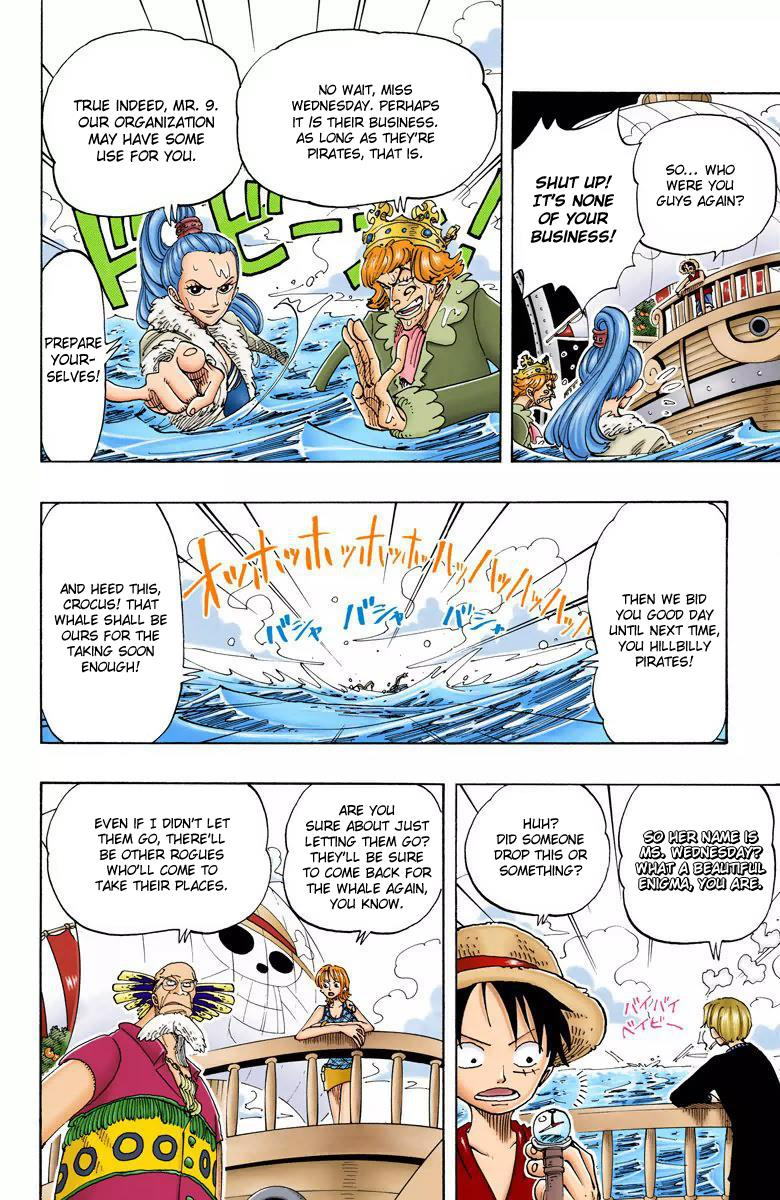 SO... WHO
WERE YOU
GUYS AGAIN?
SHUT UP!
IT'S NONE
OF YOUR
BUSINESS!
NO WAIT, MISS
WEDNESDAY. PERHAPS
IT IS THEIR BUSINESS.
AS LONG AS THEY'RE
PIRATES, THAT IS.
TRUE INDEED, MR. 9.
OUR ORGANIZATION
MAY HAVE SOME
USE FOR YOU.
ドビーーン!
PREPARE
YOUR-
SELVES!
THEN WE BID
YOU GOOD DAY
UNTIL NEXT TIME,
YOU HILLBILLY
PIRATES!
オッホッホッホッホッホッハッハッハッハッハッ
バシャ バシャ バシャ
AND HEED THIS,
CROCUS! THAT
WHALE SHALL BE
OURS FOR THE
TAKING SOON
ENOUGH!
SO HER NAME IS
MS. WEDNESDAY?
WHAT A BEAUTIFUL
ENIGMA, YOU ARE.
バイバイ
ベイビー
HUH?
DID SOMEONE
DROP THIS OR
SOMETHING?
ARE YOU
SURE ABOUT JUST
LETTING THEM GO?
THEY'LL BE SURE
TO COME BACK FOR
THE WHALE AGAIN,
YOU KNOW.
EVEN IF I DIDN'T LET
THEM GO, THERE'LL
BE OTHER ROGUES
WHO'LL COME TO
TAKE THEIR PLACES.